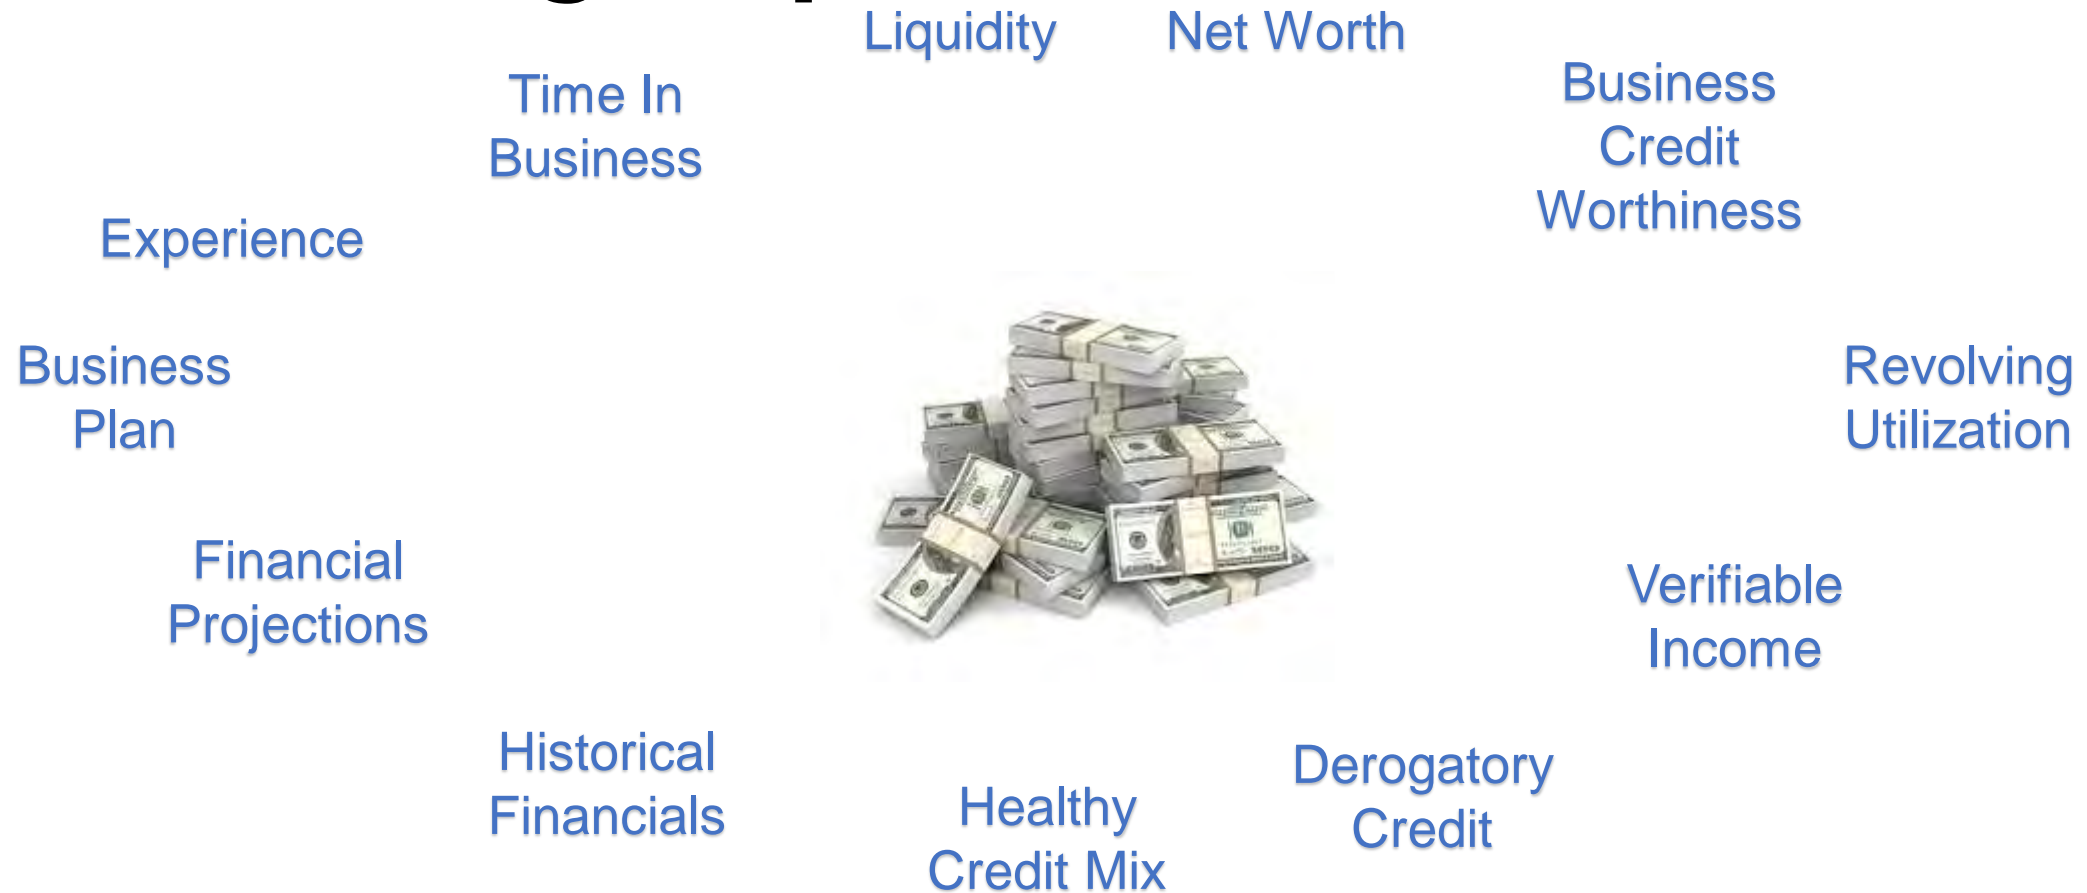 Liquidity
Net Worth
Time In
Business
Business
Credit
Worthiness
Experience
Business
Plan
Revolving
Utilization
Financial
Projections
Verifiable
Income
Historical
Financials
Derogatory
Credit
Healthy
Credit Mix